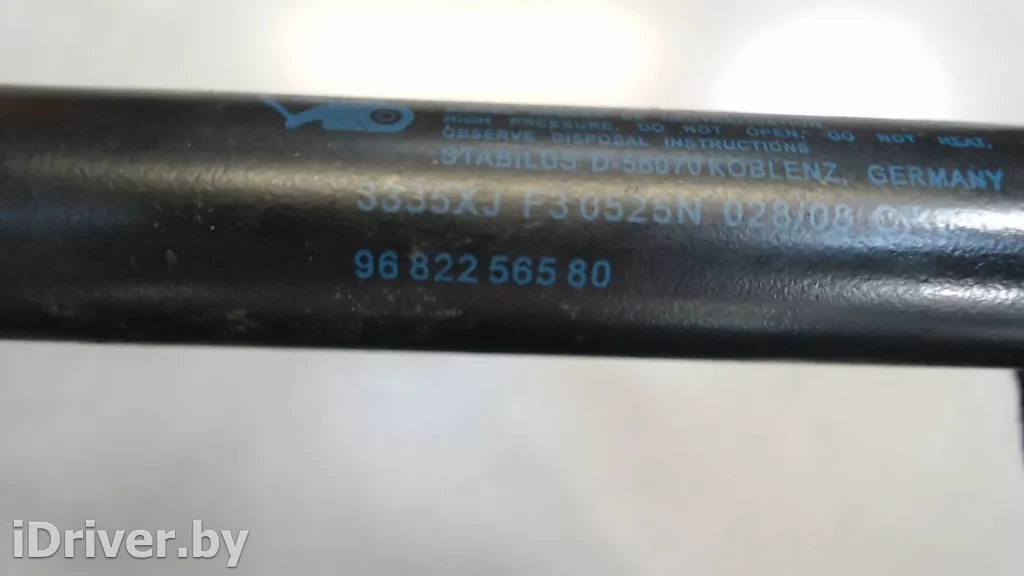 HIGH PRESSURE, DO NOT OPEN, DO NOT HEAT.
OBSERVE DISPOSAL INSTRUCTIONS
STABILUS D-56070 KOBLENZ, GERMANY
3335XJ F3 0525N 028/08
96 822 565 80
iDriver.by